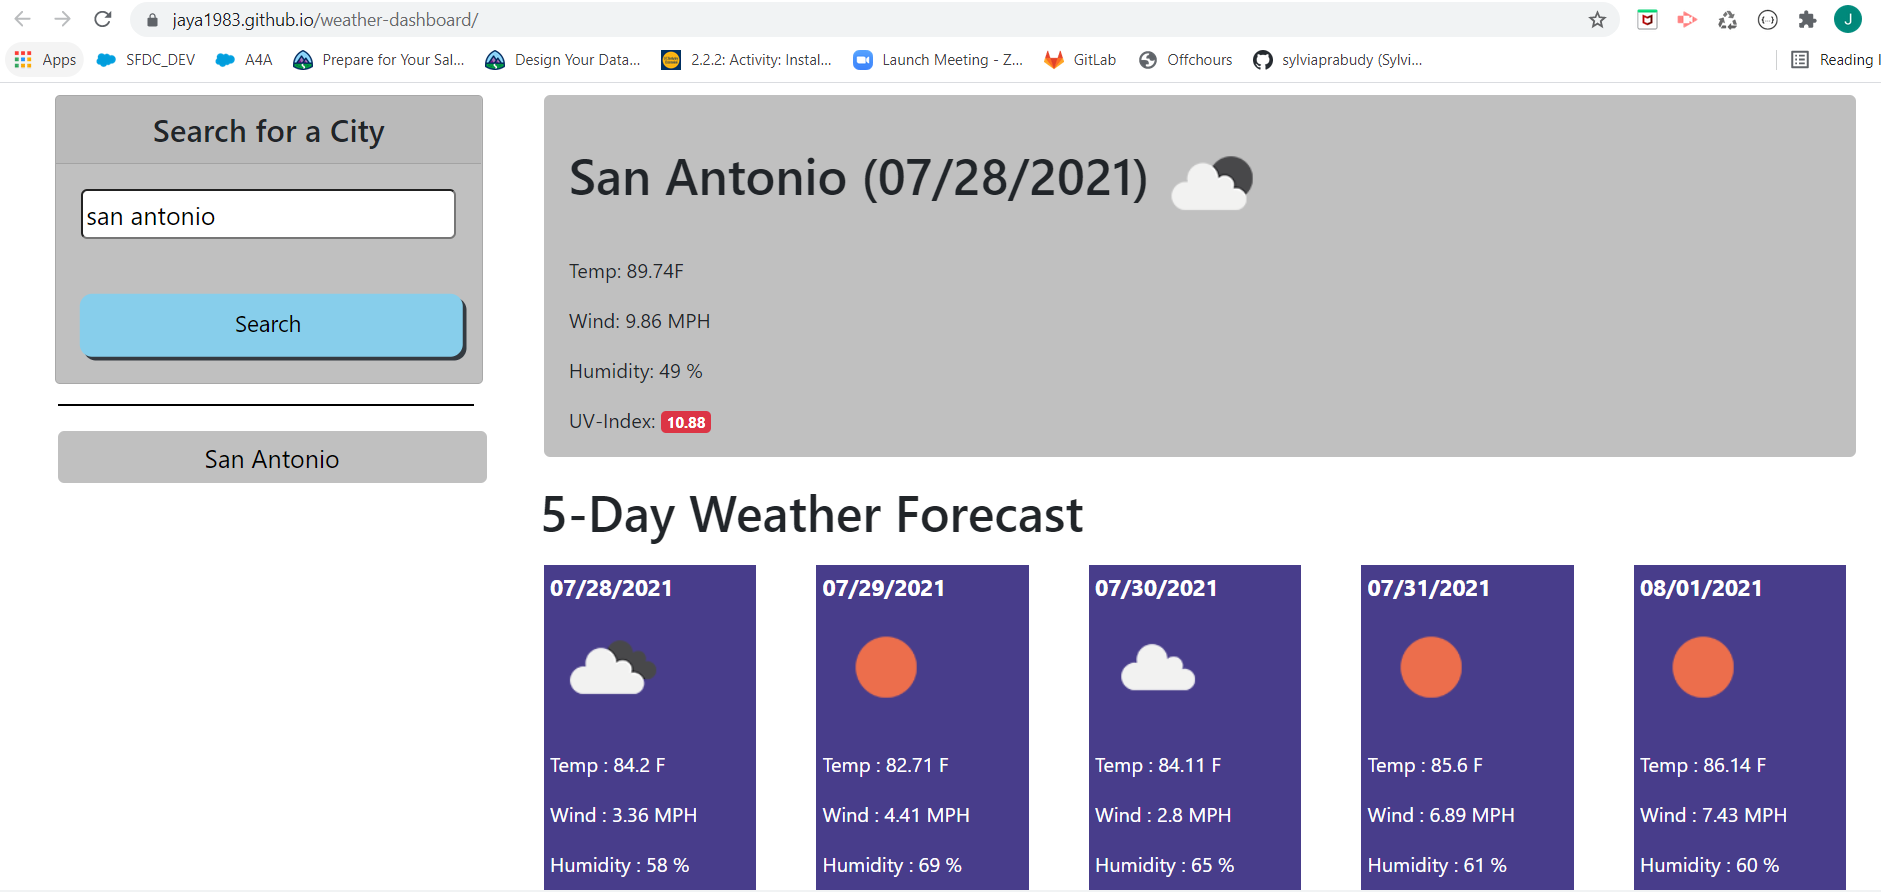 jaya1983.github.io/weather-dashboard/
J
Apps
SFDC_DEV
A4A
Prepare for Your Sal...
Design Your Data...
2.2.2: Activity: Instal...
Launch Meeting - Z...
GitLab
Offchours
sylviaprabudy (Sylvi...
Reading
Search for a City
san antonio
Search
San Antonio
San Antonio (07/28/2021)
Temp: 89.74F
Wind: 9.86 MPH
Humidity: 49 %
UV-Index: 10.88
5-Day Weather Forecast
07/28/2021
Temp : 84.2 F
Wind : 3.36 MPH
Humidity : 58 %
07/29/2021
Temp : 82.71 F
Wind : 4.41 MPH
Humidity : 69 %
07/30/2021
Temp : 84.11 F
Wind : 2.8 MPH
Humidity : 65 %
07/31/2021
Temp : 85.6 F
Wind : 6.89 MPH
Humidity : 61 %
08/01/2021
Temp : 86.14 F
Wind : 7.43 MPH
Humidity : 60 %